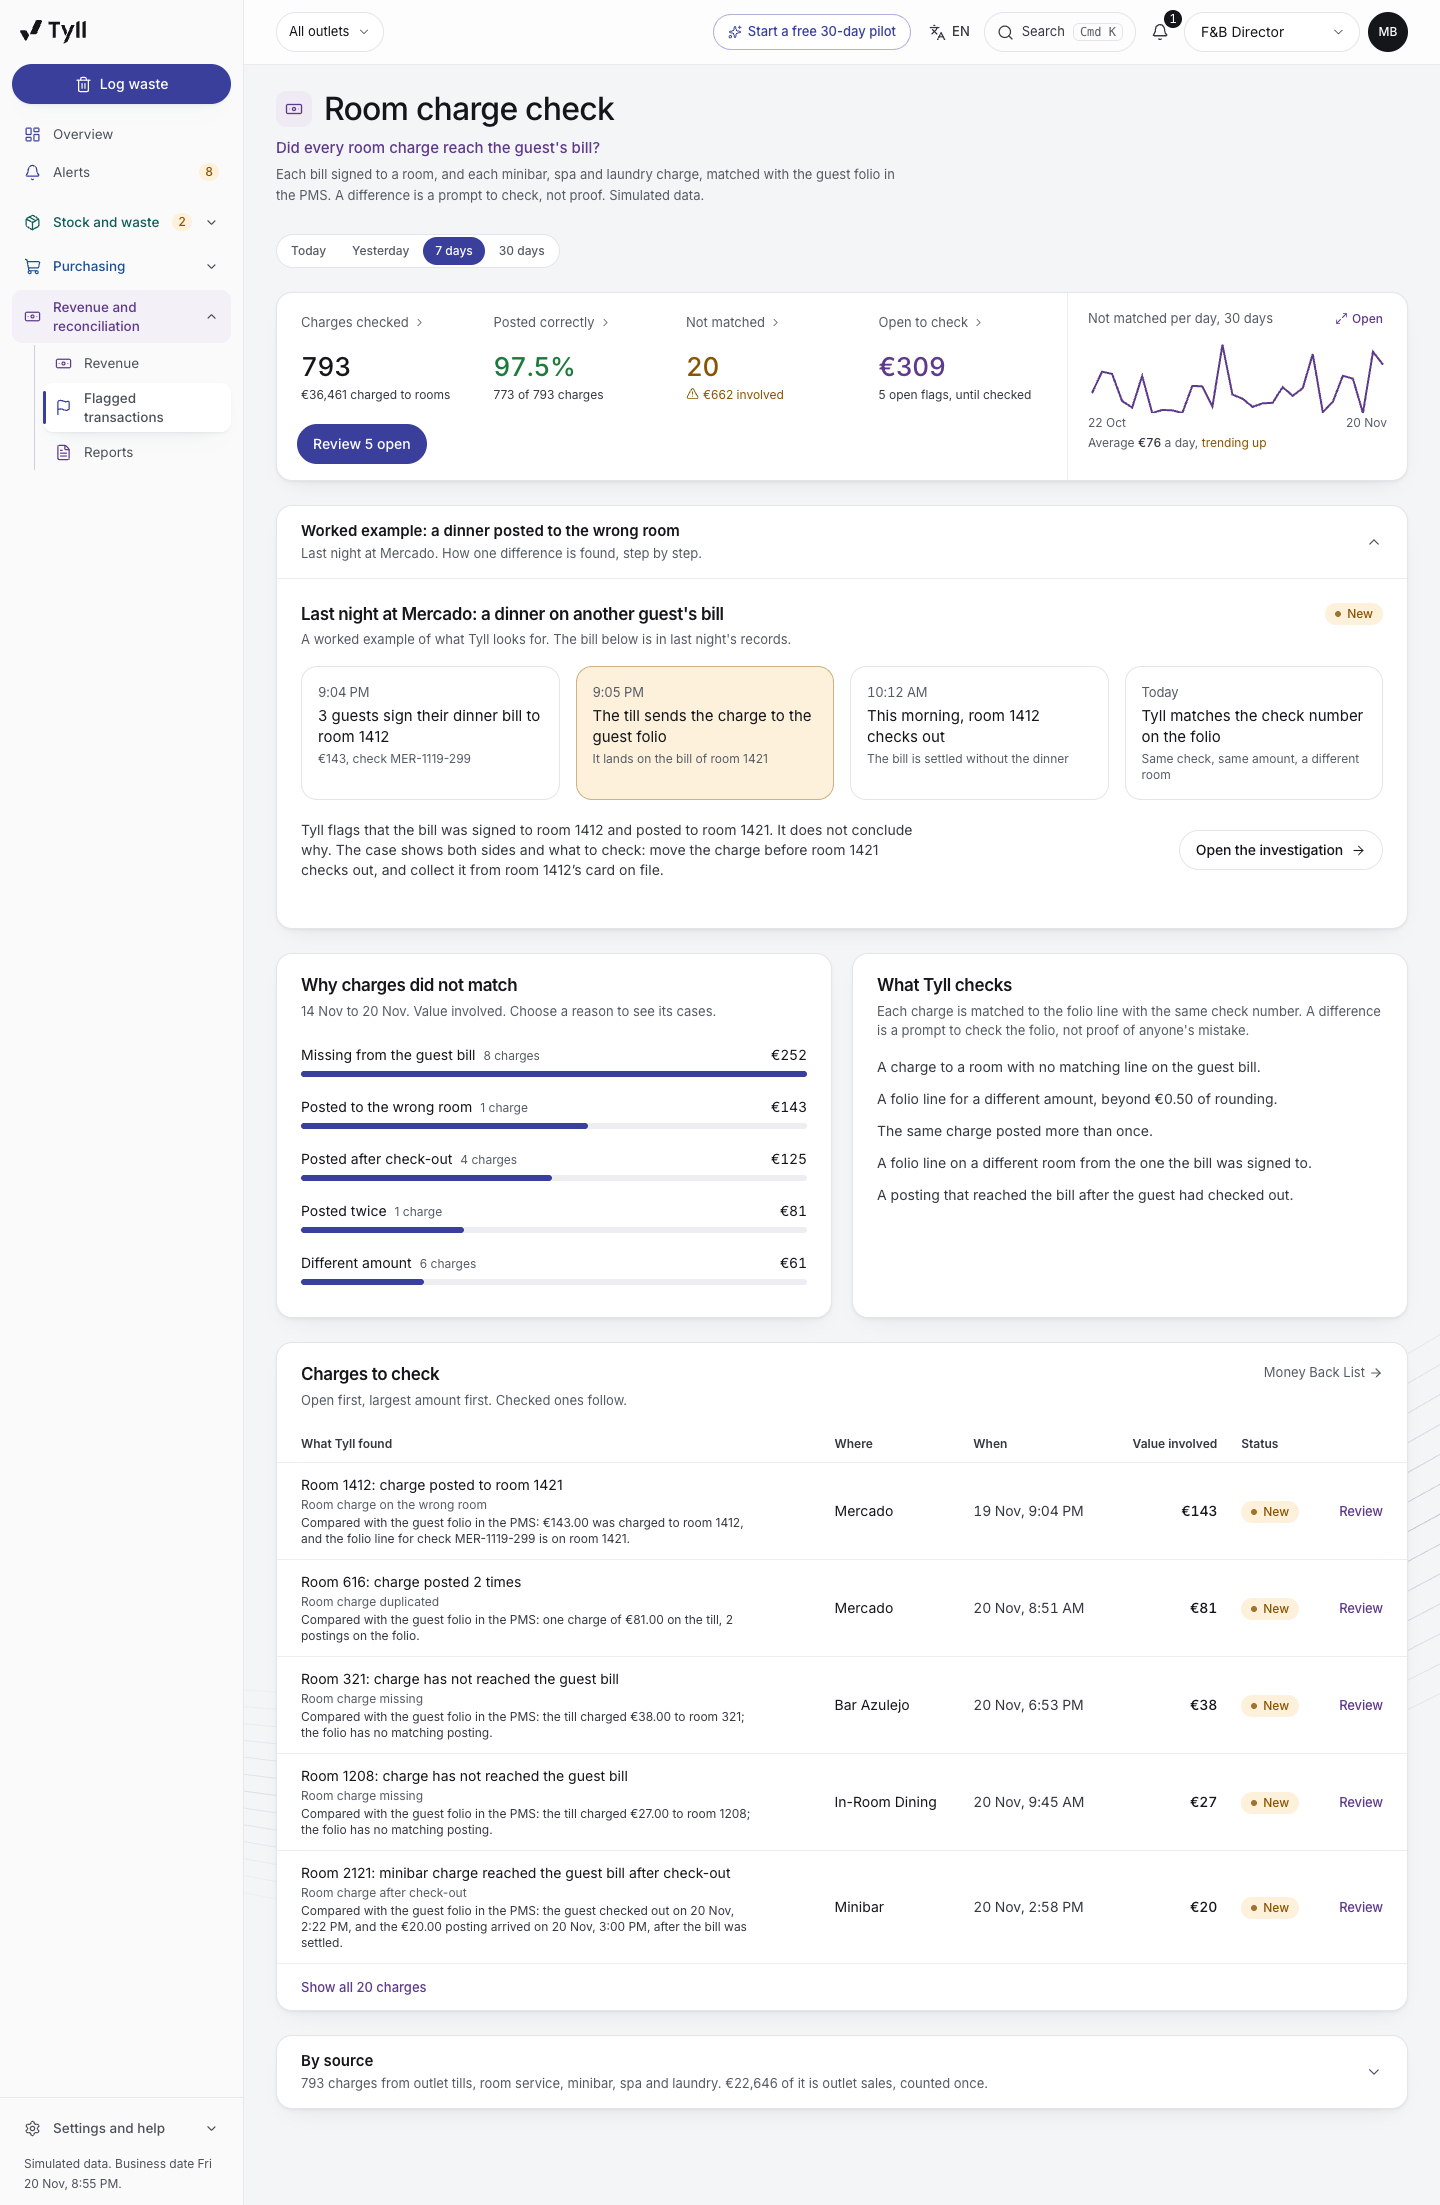 Tyll
Log waste
Overview
Alerts 8
Stock and waste 2
Purchasing
Revenue and
reconciliation
Revenue
Flagged
transactions
Reports
Settings and help
Simulated data. Business date Fri
20 Nov, 8:55 PM.
All outlets
Start a free 30-day pilot
EN
Search Cmd K
1
F&B Director
MB
Room charge check
Did every room charge reach the guest's bill?
Each bill signed to a room, and each minibar, spa and laundry charge, matched with the guest folio in
the PMS. A difference is a prompt to check, not proof. Simulated data.
Today Yesterday 7 days 30 days
Charges checked
793
€36,461 charged to rooms
Posted correctly
97.5%
773 of 793 charges
Not matched
20
€662 involved
Open to check
€309
5 open flags, until checked
Review 5 open
Not matched per day, 30 days
Open
22 Oct 20 Nov
Average €76 a day, trending up
Worked example: a dinner posted to the wrong room
Last night at Mercado. How one difference is found, step by step.
Last night at Mercado: a dinner on another guest's bill
New
A worked example of what Tyll looks for. The bill below is in last night's records.
9:04 PM
3 guests sign their dinner bill to
room 1412
€143, check MER-1119-299
9:05 PM
The till sends the charge to the
guest folio
It lands on the bill of room 1421
10:12 AM
This morning, room 1412
checks out
The bill is settled without the dinner
Today
Tyll matches the check number
on the folio
Same check, same amount, a different
room
Tyll flags that the bill was signed to room 1412 and posted to room 1421. It does not conclude
why. The case shows both sides and what to check: move the charge before room 1421
checks out, and collect it from room 1412’s card on file.
Open the investigation
Why charges did not match
14 Nov to 20 Nov. Value involved. Choose a reason to see its cases.
Missing from the guest bill 8 charges €252
Posted to the wrong room 1 charge €143
Posted after check-out 4 charges €125
Posted twice 1 charge €81
Different amount 6 charges €61
What Tyll checks
Each charge is matched to the folio line with the same check number. A difference
is a prompt to check the folio, not proof of anyone's mistake.
A charge to a room with no matching line on the guest bill.
A folio line for a different amount, beyond €0.50 of rounding.
The same charge posted more than once.
A folio line on a different room from the one the bill was signed to.
A posting that reached the bill after the guest had checked out.
Charges to check
Money Back List
Open first, largest amount first. Checked ones follow.
What Tyll found Where When Value involved Status
Room 1412: charge posted to room 1421
Room charge on the wrong room
Compared with the guest folio in the PMS: €143.00 was charged to room 1412,
and the folio line for check MER-1119-299 is on room 1421.
Mercado 19 Nov, 9:04 PM €143 New Review
Room 616: charge posted 2 times
Room charge duplicated
Compared with the guest folio in the PMS: one charge of €81.00 on the till, 2
postings on the folio.
Mercado 20 Nov, 8:51 AM €81 New Review
Room 321: charge has not reached the guest bill
Room charge missing
Compared with the guest folio in the PMS: the till charged €38.00 to room 321;
the folio has no matching posting.
Bar Azulejo 20 Nov, 6:53 PM €38 New Review
Room 1208: charge has not reached the guest bill
Room charge missing
Compared with the guest folio in the PMS: the till charged €27.00 to room 1208;
the folio has no matching posting.
In-Room Dining 20 Nov, 9:45 AM €27 New Review
Room 2121: minibar charge reached the guest bill after check-out
Room charge after check-out
Compared with the guest folio in the PMS: the guest checked out on 20 Nov,
2:22 PM, and the €20.00 posting arrived on 20 Nov, 3:00 PM, after the bill was
settled.
Minibar 20 Nov, 2:58 PM €20 New Review
Show all 20 charges
By source
793 charges from outlet tills, room service, minibar, spa and laundry. €22,646 of it is outlet sales, counted once.